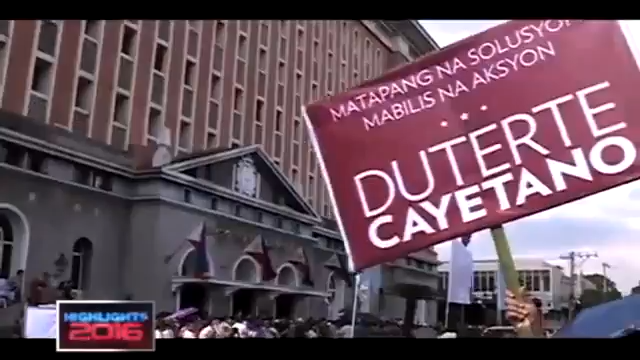 MATAPANG NA SOLUSYON
MABILIS NA AKSYON
DUTERTE
CAYETANO
HIGHLIGHTS
2016